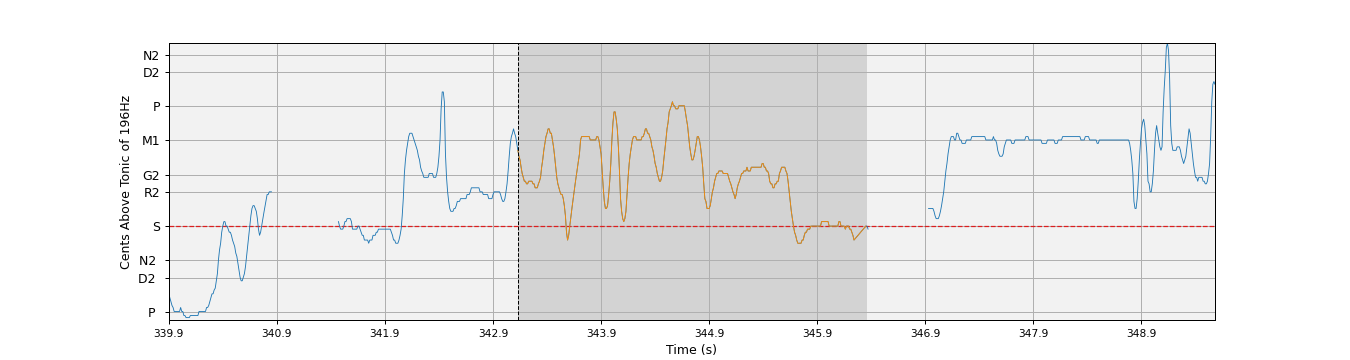 N2
D2
P
M1
G2
R2
S
N2
D2
P
Cents Above Tonic of 196Hz
339.9 340.9 341.9 342.9 343.9 344.9 345.9 346.9 347.9 348.9
Time (s)